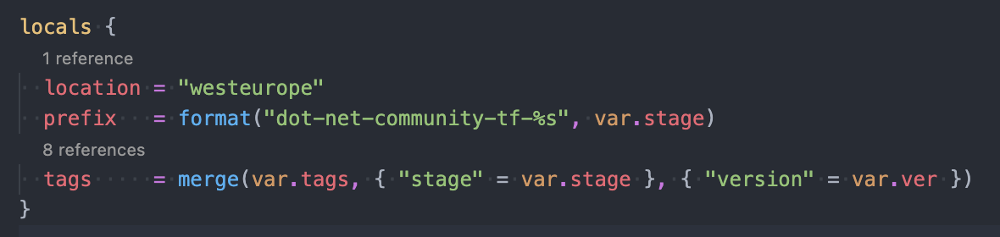 locals {
1 reference
location = "westeurope"
prefix   = format("dot-net-community-tf-%s", var.stage)
8 references
tags     = merge(var.tags, { "stage" = var.stage }, { "version" = var.ver })
}